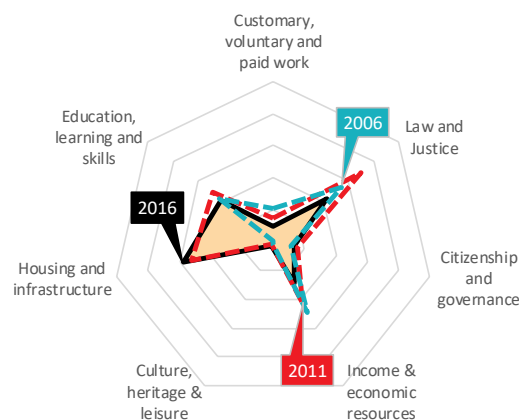 Customary,
voluntary and
paid work
2006
Law and
Justice
Education,
learning and
skills
2016
Citizenship
and
governance
Housing and
infrastructure
2011
Culture,
heritage &
leisure
Income &
economic
resources